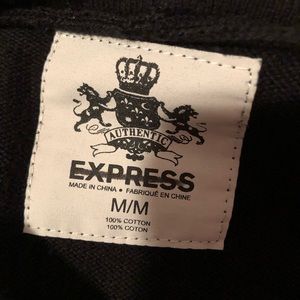 AUTHENTIC
EXPRESS
MADE IN CHINA • FABRIQUÉ EN CHINE
M/M
100% COTTON
100% COTON